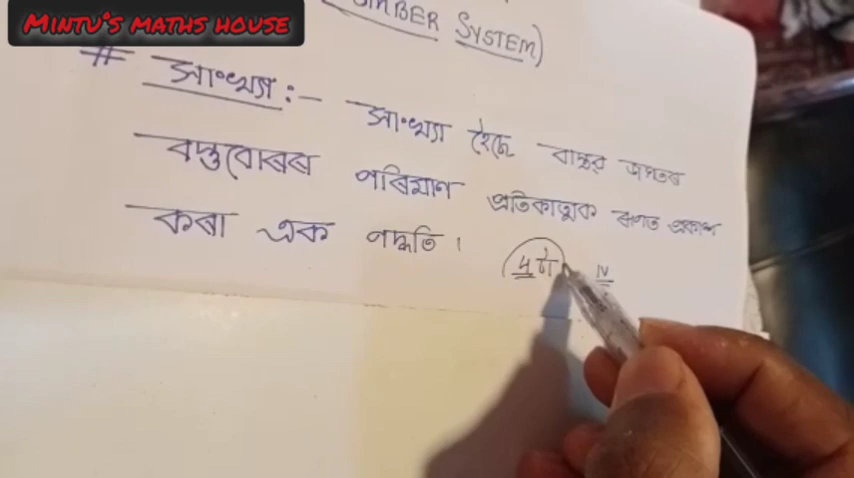 MINTU'S MATHS HOUSE
NUMBER SYSTEM)
# সাংখ্যা :- সাংখ্যা হৈছে বাস্তৱ জগতৰ
বস্তুবোৰৰ পৰিমাণ প্ৰতিকাত্মক ৰূপত প্ৰকাশ
কৰা এক পদ্ধতি।
4 টা IV